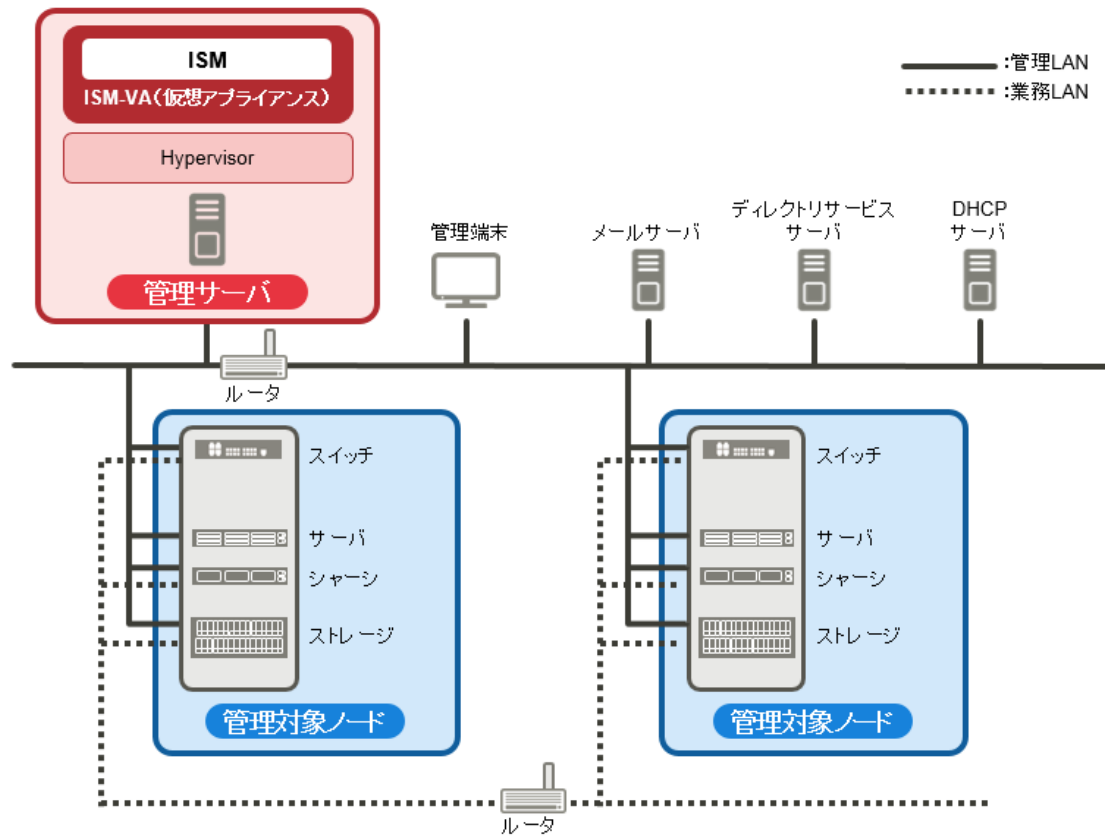 ISM
ISM-VA(仮想アプライアンス)
Hypervisor
管理サーバ
:管理LAN
:業務LAN
管理端末
メールサーバ
ディレクトリサービス
サーバ
DHCP
サーバ
ルータ
スイッチ
サーバ
シャーシ
ストレージ
管理対象ノード
スイッチ
サーバ
シャーシ
ストレージ
管理対象ノード
ルータ